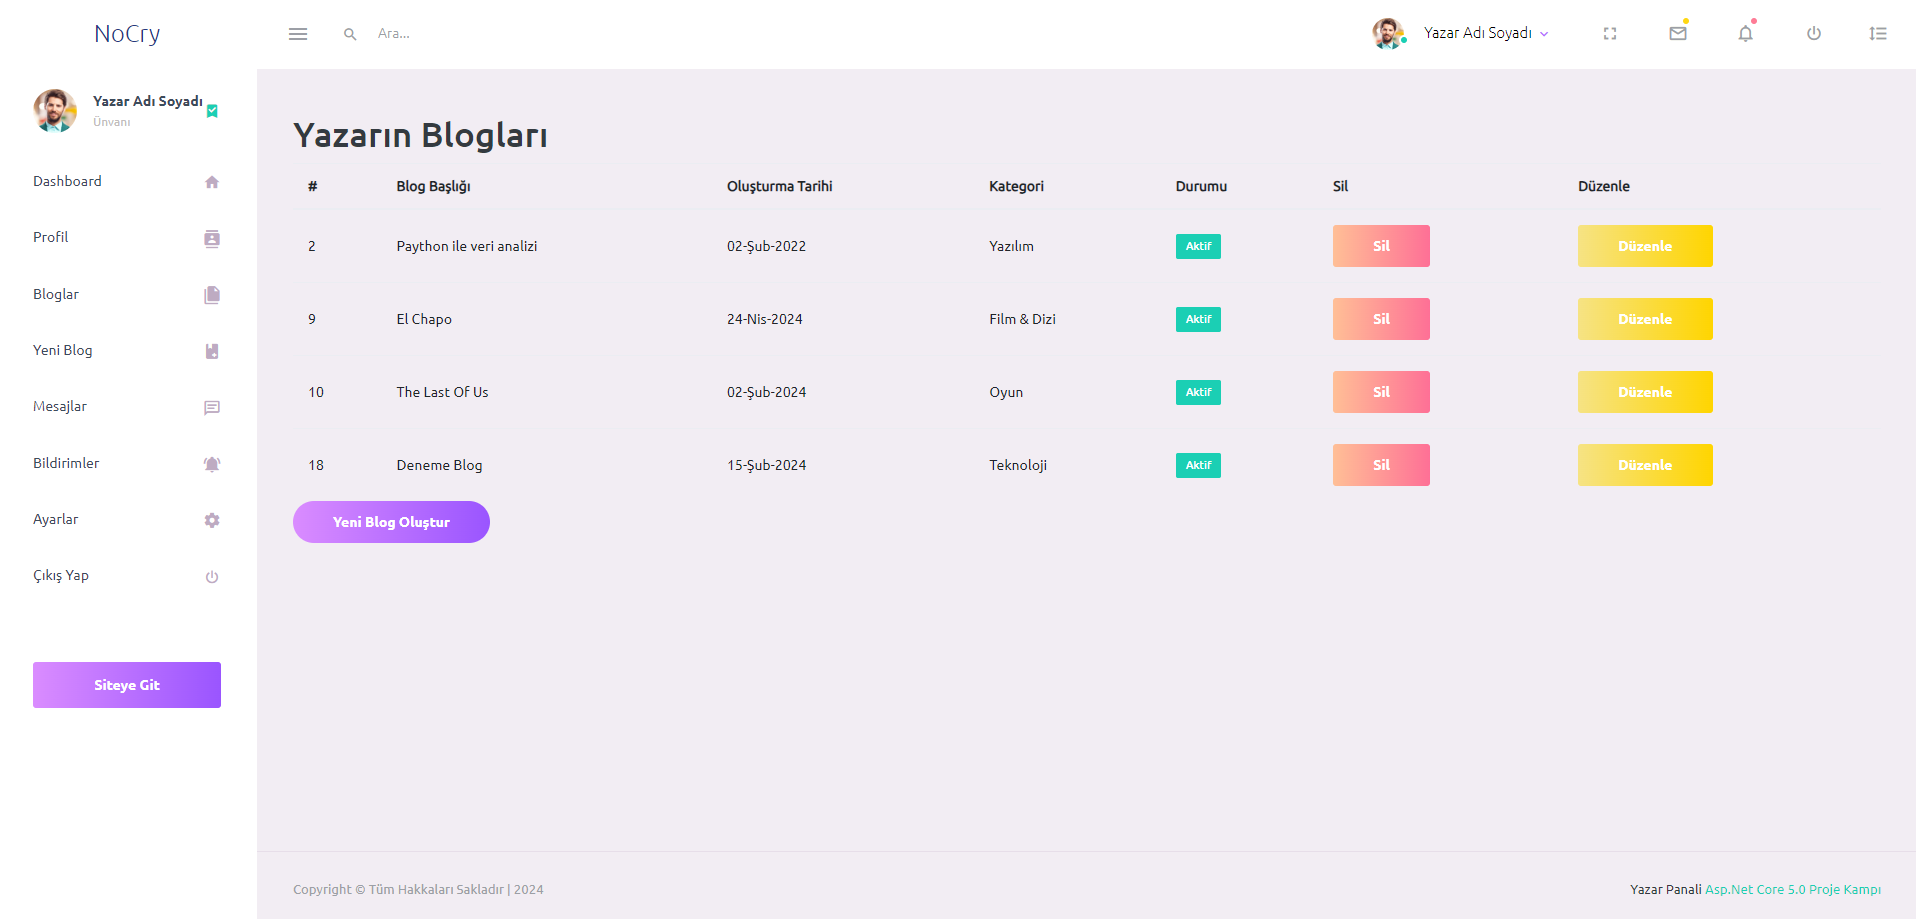 NoCry
Ara...
Yazar Adı Soyadı
Yazar Adı Soyadı
Ünvanı
Dashboard
Profil
Bloglar
Yeni Blog
Mesajlar
Bildirimler
Ayarlar
Çıkış Yap
Siteye Git
Yazarın Blogları
# Blog Başlığı Oluşturma Tarihi Kategori Durumu Sil Düzenle
2 Paython ile veri analizi 02-Şub-2022 Yazılım Aktif Sil Düzenle
9 El Chapo 24-Nis-2024 Film & Dizi Aktif Sil Düzenle
10 The Last Of Us 02-Şub-2024 Oyun Aktif Sil Düzenle
18 Deneme Blog 15-Şub-2024 Teknoloji Aktif Sil Düzenle
Yeni Blog Oluştur
Copyright © Tüm Hakkaları Sakladır | 2024
Yazar Panali Asp.Net Core 5.0 Proje Kampı